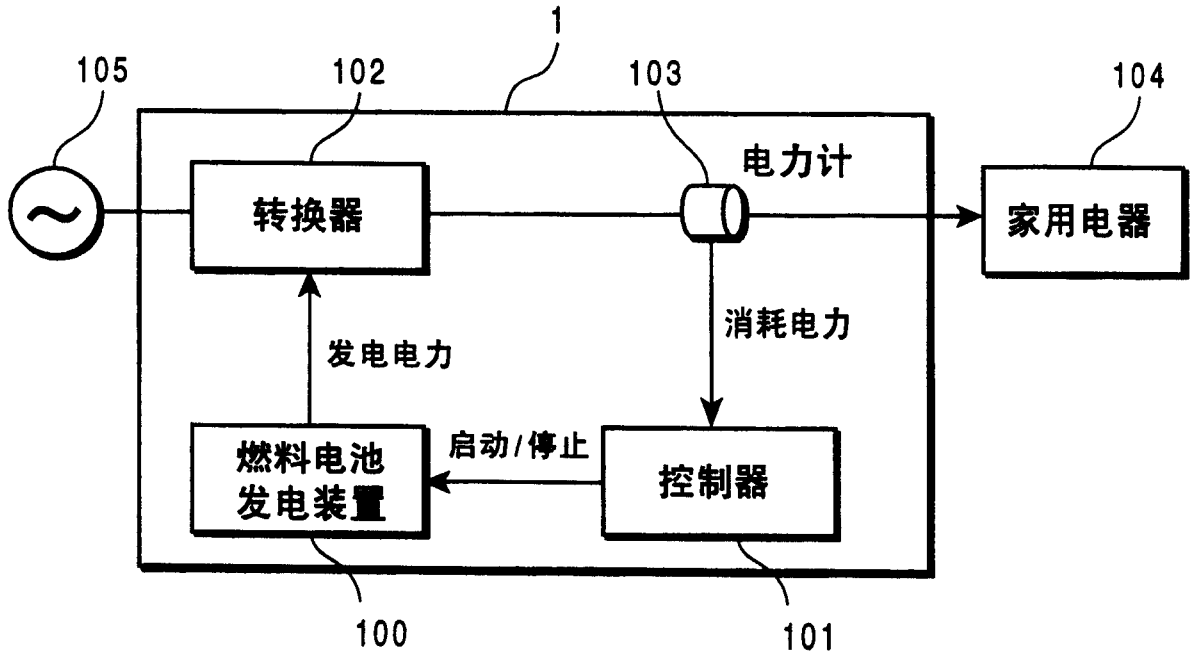 1
105
102
103
104
电力计
转换器
家用电器
消耗电力
发电电力
启动/停止
燃料电池
发电装置
控制器
100
101